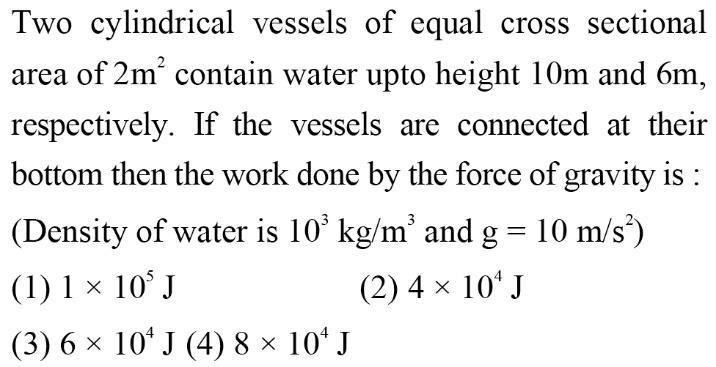 Two cylindrical vessels of equal cross sectional
area of 2m² contain water upto height 10m and 6m,
respectively. If the vessels are connected at their
bottom then the work done by the force of gravity is :
(Density of water is 10³ kg/m³ and g = 10 m/s²)
(1) 1 × 10⁵ J (2) 4 × 10⁴ J
(3) 6 × 10⁴ J (4) 8 × 10⁴ J